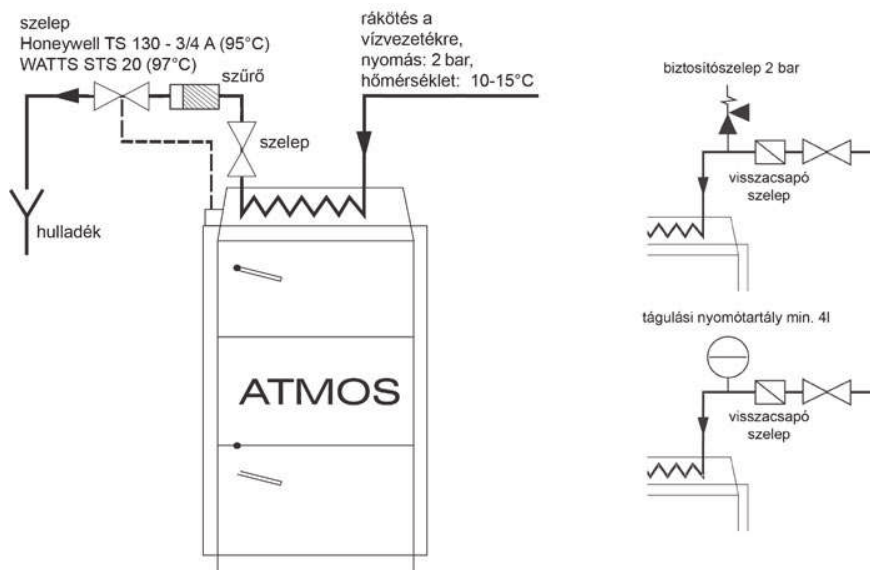 szelep
Honeywell TS 130 - 3/4 A (95°C)
WATTS STS 20 (97°C)
szűrő
rákötés a
vízvezetékre,
nyomás: 2 bar,
hőmérséklet: 10-15°C
szelep
hulladék
ATMOS
biztosítószelep 2 bar
visszacsapó
szelep
tágulási nyomótartály min. 4l
visszacsapó
szelep